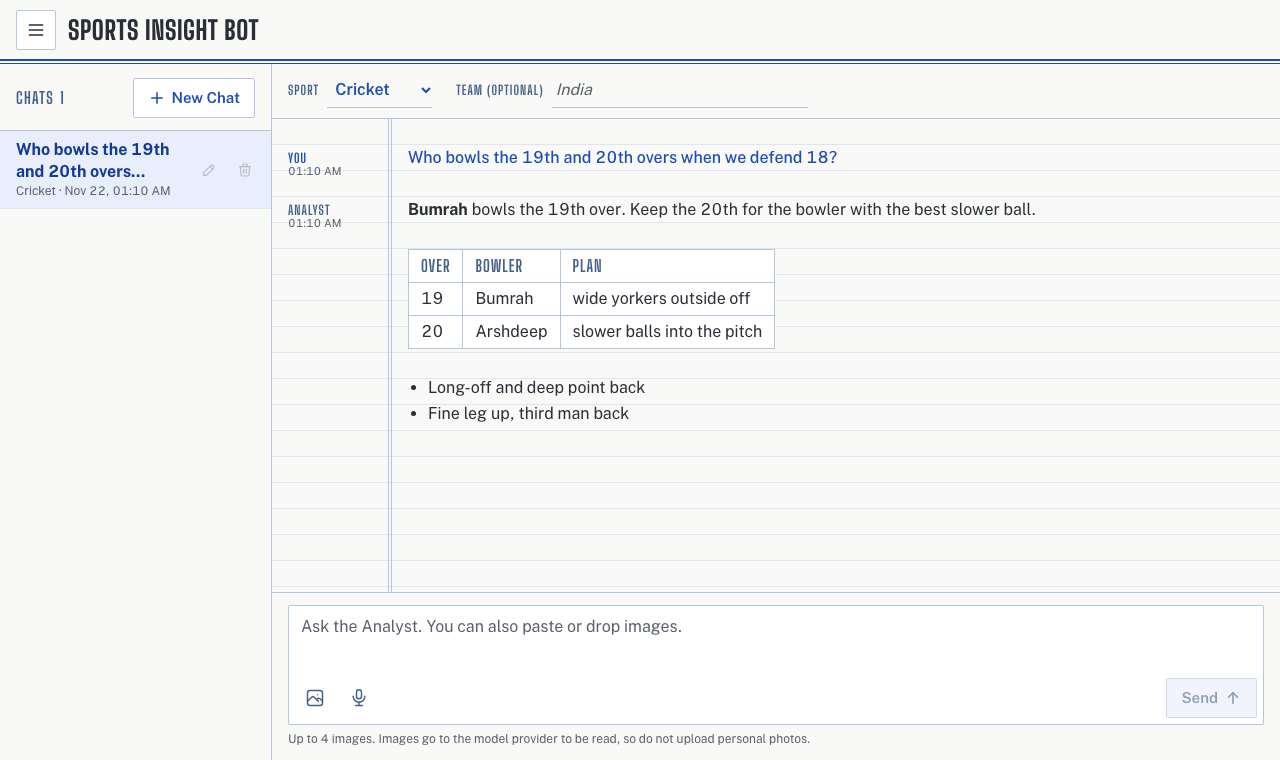 SPORTS INSIGHT BOT
CHATS 1
New Chat
Who bowls the 19th
and 20th overs...
Cricket · Nov 22, 01:10 AM
SPORT Cricket TEAM (OPTIONAL) India
YOU
01:10 AM
Who bowls the 19th and 20th overs when we defend 18?
ANALYST
01:10 AM
Bumrah bowls the 19th over. Keep the 20th for the bowler with the best slower ball.
OVER BOWLER PLAN
19 Bumrah wide yorkers outside off
20 Arshdeep slower balls into the pitch
• Long-off and deep point back
• Fine leg up, third man back
Ask the Analyst. You can also paste or drop images.
Send
Up to 4 images. Images go to the model provider to be read, so do not upload personal photos.